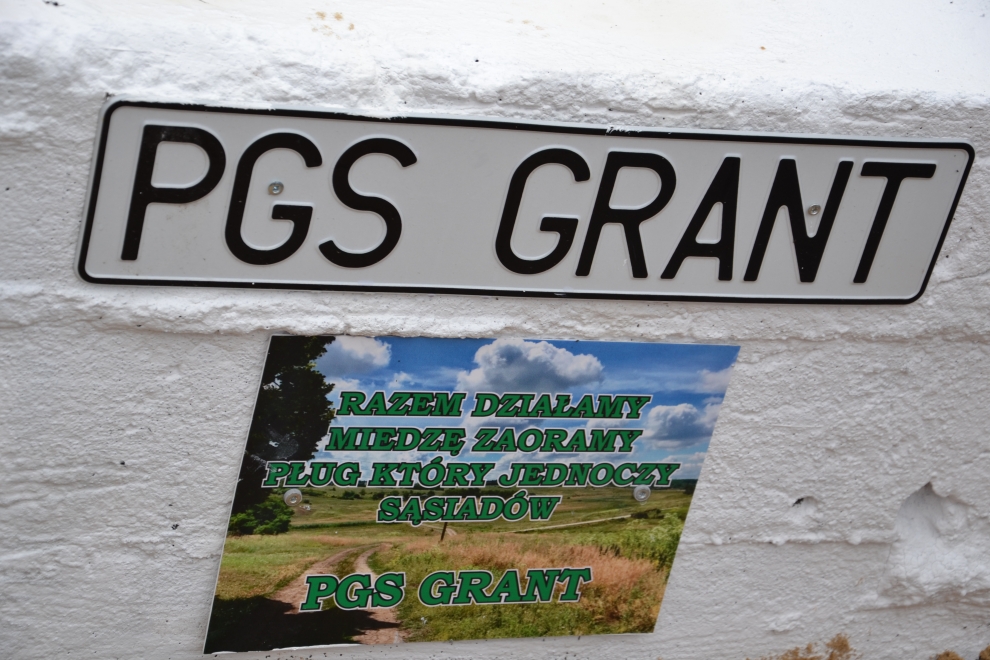 PGS GRANT
RAZEM DZIAŁAMY
MIEDZĘ ZAORAMY
PŁUG KTÓRY JEDNOCZY
SĄSIADÓW
PGS GRANT